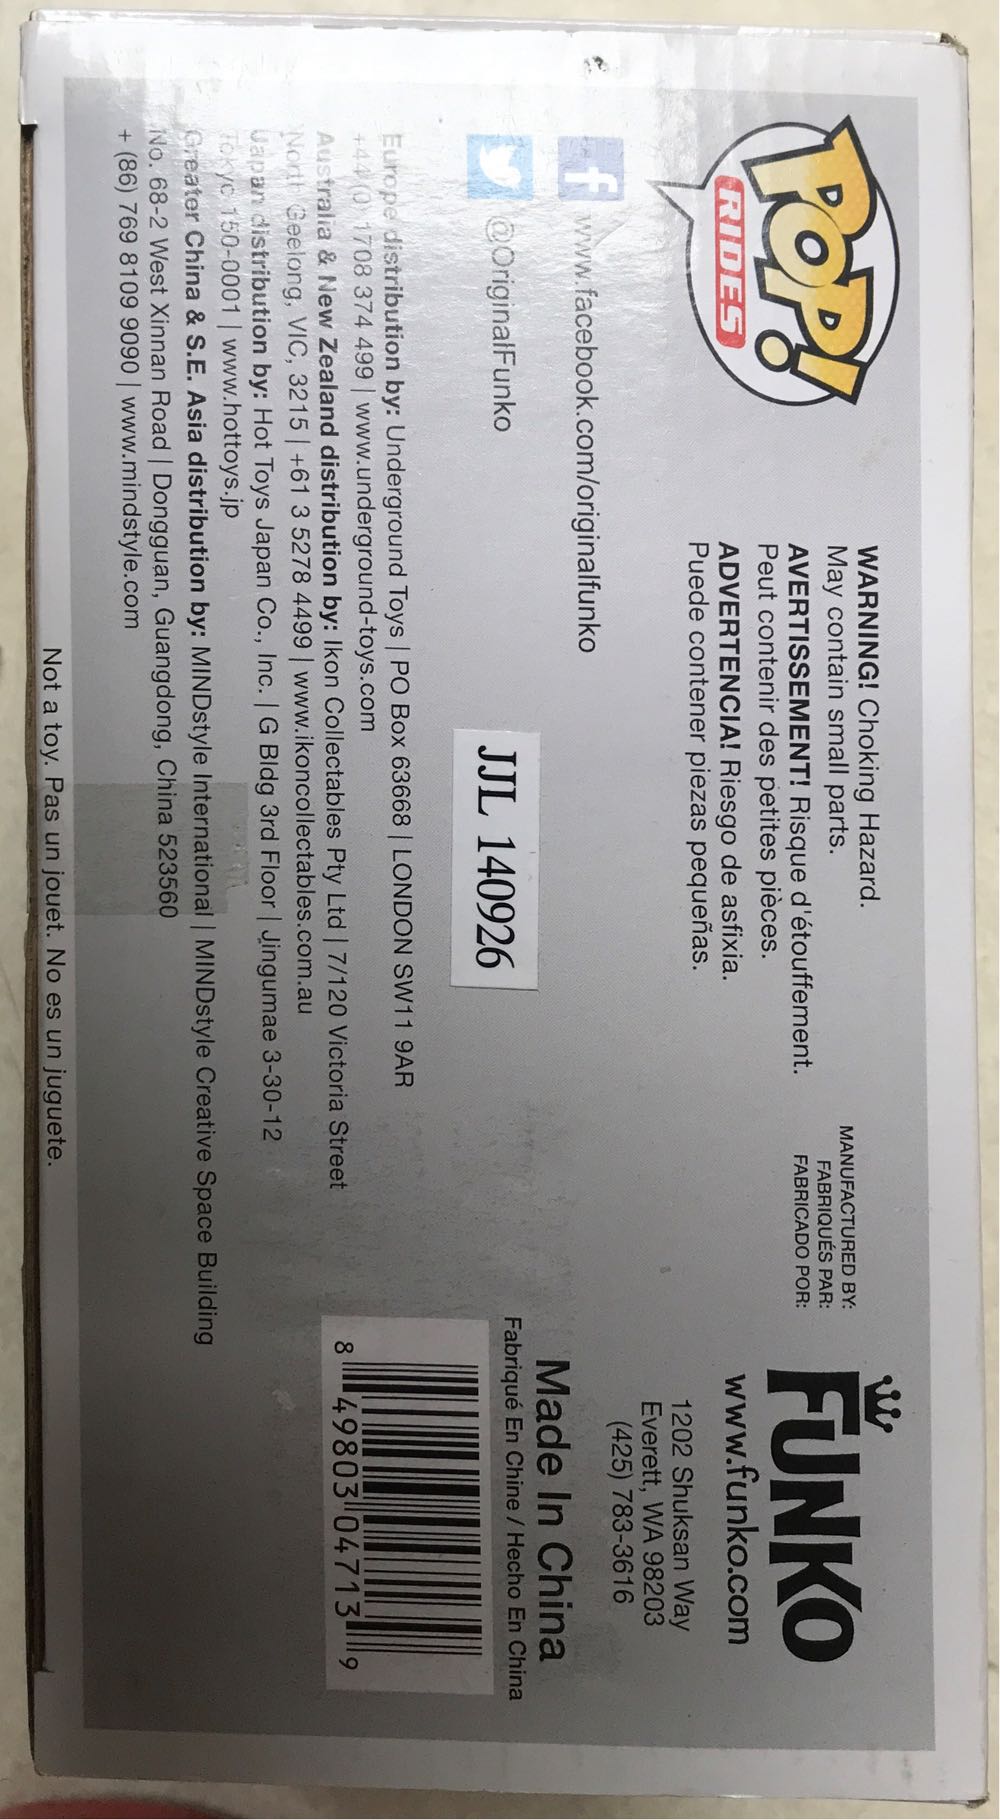 POP!
RIDES
WARNING! Choking Hazard.
May contain small parts.
AVERTISSEMENT! Risque d'étouffement.
Peut contenir des petites pièces.
ADVERTENCIA! Riesgo de asfixia.
Puede contener piezas pequeñas.
MANUFACTURED BY:
FABRIQUÉS PAR:
FABRICADO POR:
FUNKO
www.funko.com
1202 Shuksan Way
Everett, WA 98203
(425) 783-3616
f www.facebook.com/originalfunko
@OriginalFunko
JJL 140926
Made In China
Fabriqué En Chine / Hecho En China
8 49803 04713 9
Europe distribution by: Underground Toys | PO Box 63668 | LONDON SW11 9AR
+44 (0) 1708 374 499 | www.underground-toys.com
Australia & New Zealand distribution by: Ikon Collectables Pty Ltd | 7/120 Victoria Street
North Geelong, VIC, 3215 | +61 3 5278 4499 | www.ikoncollectables.com.au
Japan distribution by: Hot Toys Japan Co., Inc. | G Bldg 3rd Floor | Jingumae 3-30-12
Tokyo 150-0001 | www.hottoys.jp
Greater China & S.E. Asia distribution by: MINDstyle International | MINDstyle Creative Space Building
No. 68-2 West Xinnan Road | Dongguan, Guangdong, China 523560
+ (86) 769 8109 9090 | www.mindstyle.com
Not a toy. Pas un jouet. No es un juguete.